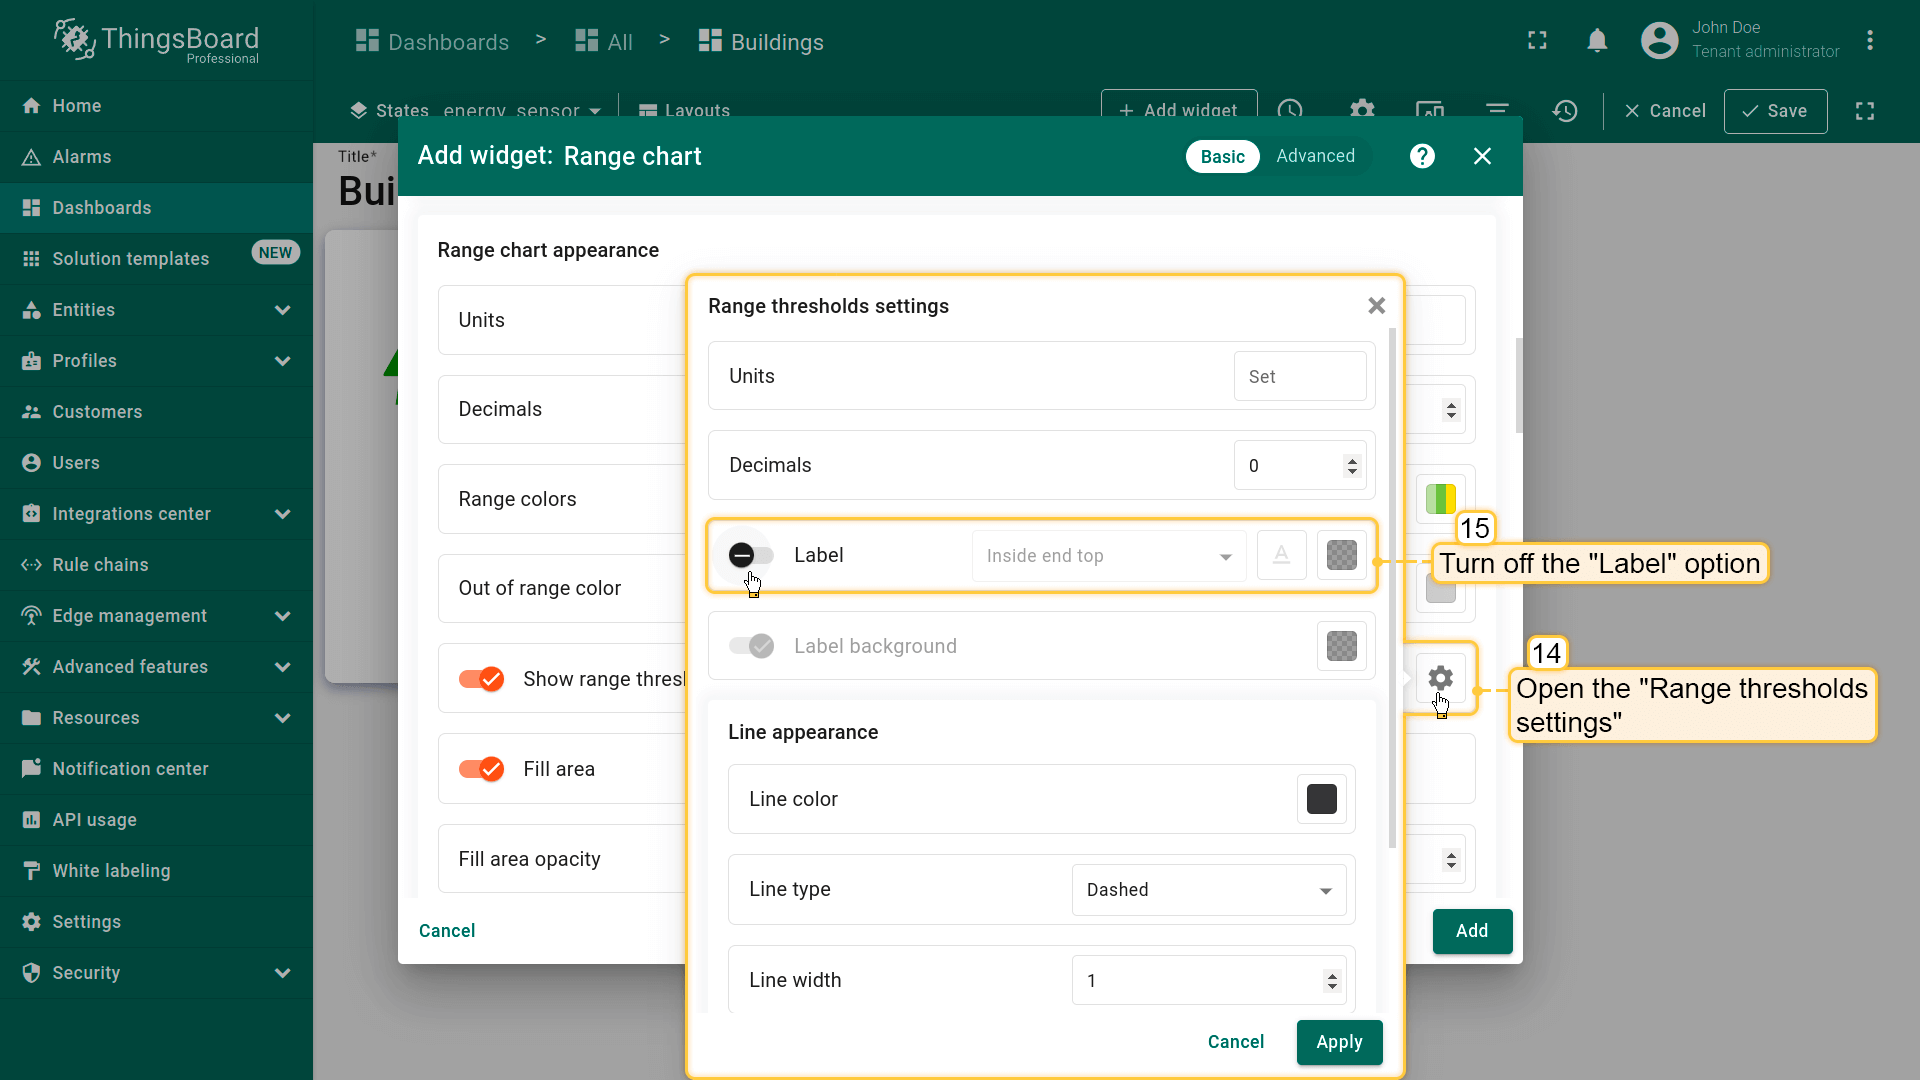 ThingsBoard
Professional
Dashboards > All > Buildings
John Doe
Tenant administrator
Home
Alarms
Dashboards
Solution templates NEW
Entities
Profiles
Customers
Users
Integrations center
Rule chains
Edge management
Advanced features
Resources
Notification center
API usage
White labeling
Settings
Security
States energy_sensor Layouts
+ Add widget
Cancel
Save
Title*
Bui
Add widget: Range chart
Basic Advanced
Range chart appearance
Units
Decimals
Range colors
Out of range color
Show range thresh
Fill area
Fill area opacity
Cancel
Add
Range thresholds settings
Units Set
Decimals 0
Label Inside end top
Label background
Line appearance
Line color
Line type Dashed
Line width 1
Cancel Apply
15
Turn off the "Label" option
14
Open the "Range thresholds
settings"